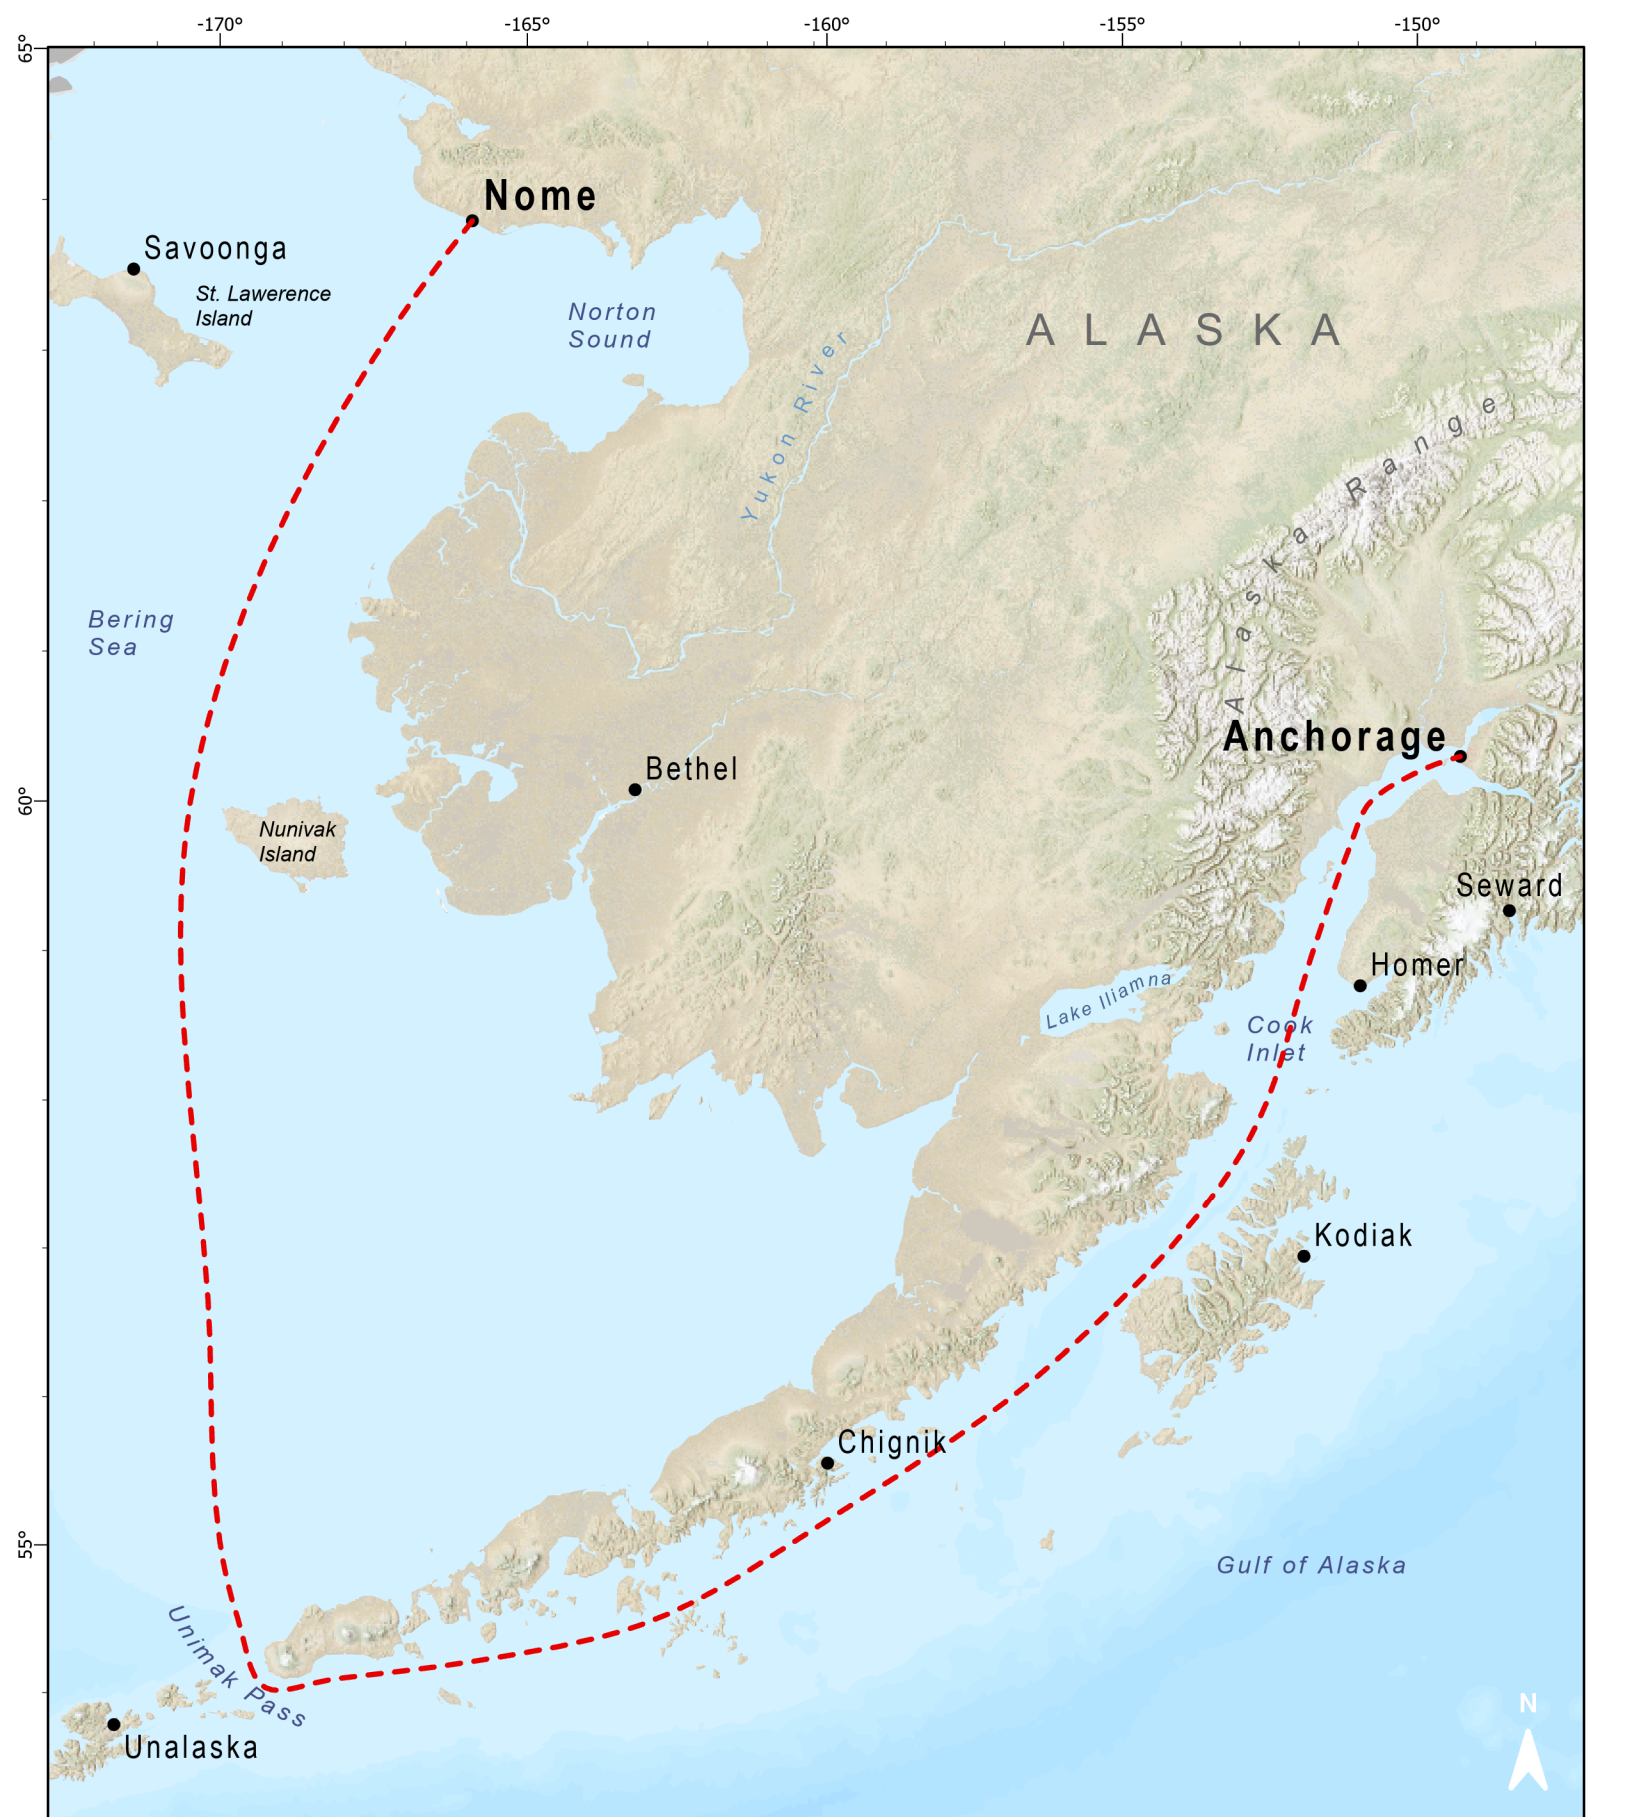 -170°
-165°
-160°
-155°
-150°
65°
Nome
Savoonga
St. Lawerence
Island
Norton
Sound
ALASKA
Yukon River
Alaska Range
Bering
Sea
Anchorage
Bethel
60°
Nunivak
Island
Seward
Homer
Lake Iliamna
Cook
Inlet
Kodiak
Chignik
55°
Gulf of Alaska
Unimak Pass
N
Unalaska